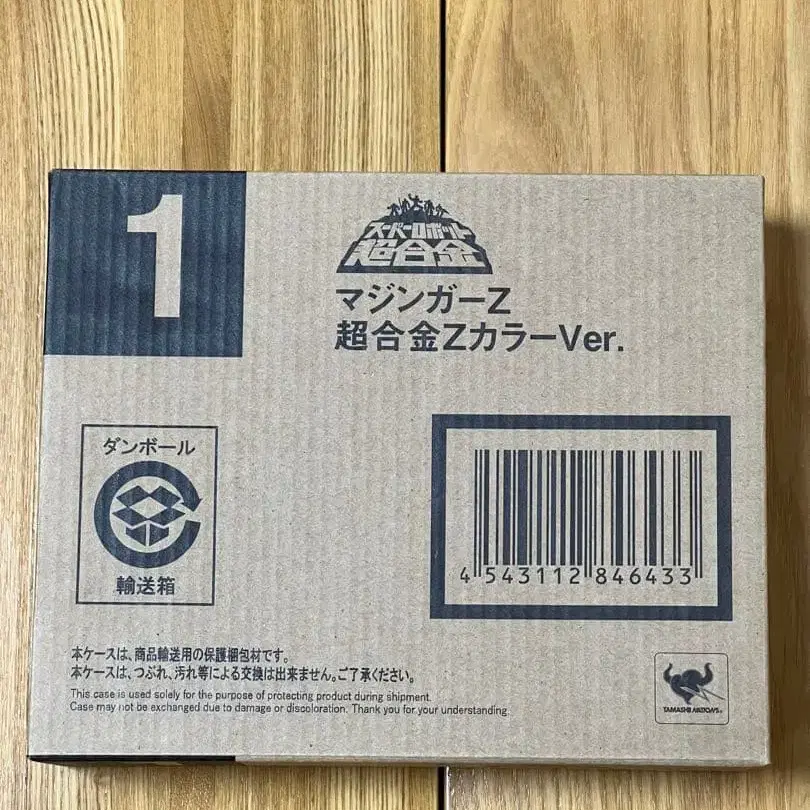 1
スーパーロボット
超合金
マジンガーZ
超合金ZカラーVer.
ダンボール
輸送箱
4 543112 846433
本ケースは、商品輸送用の保護梱包材です。
本ケースは、つぶれ、汚れ等による交換は出来ません。ご了承ください。
This case is used solely for the purpose of protecting product during shipment.
Case may not be exchanged due to damage or discoloration. Thank you for your understanding.
TAMASHII NATIONS